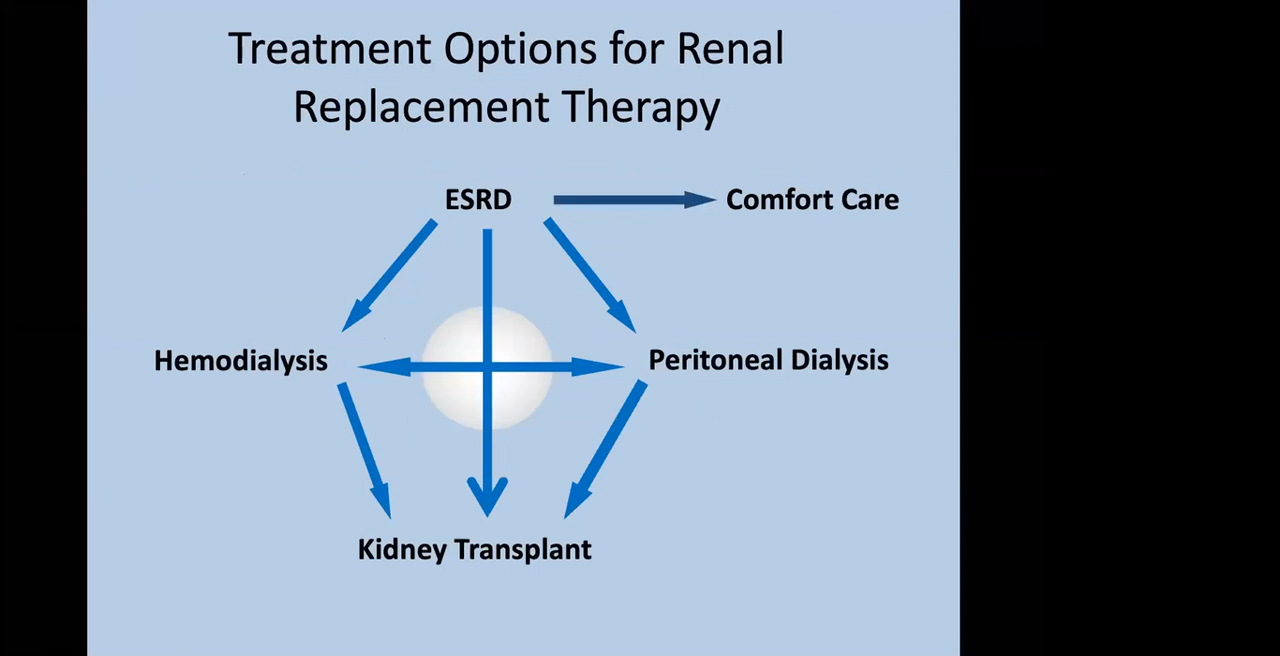 Treatment Options for Renal
Replacement Therapy
ESRD
Comfort Care
Hemodialysis
Peritoneal Dialysis
Kidney Transplant